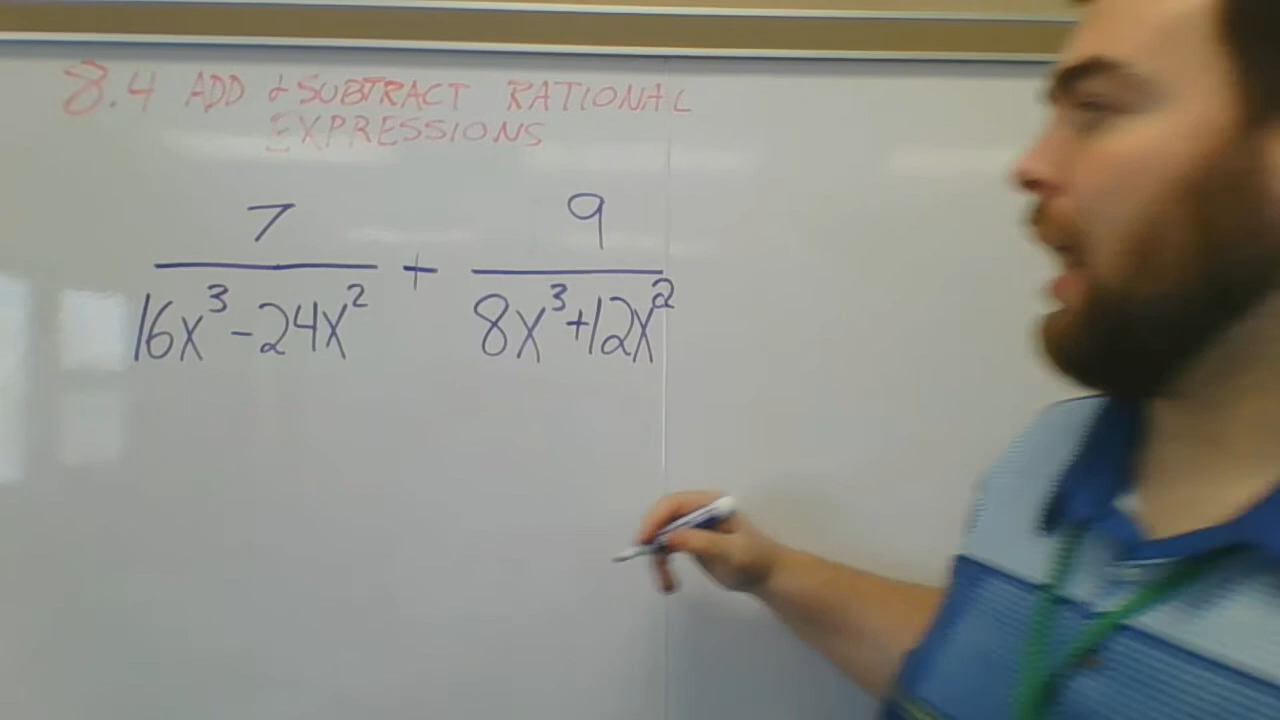 8.4 ADD & SUBTRACT RATIONAL
EXPRESSIONS
7 9
+
16x³-24x² 8x³+12x²